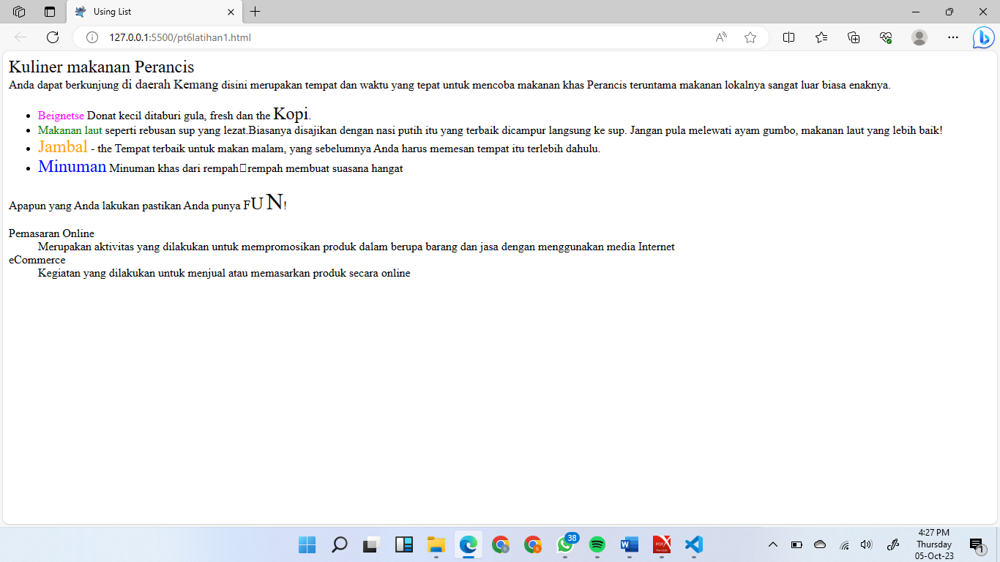 Using List
127.0.0.1:5500/pt6latihan1.html
Kuliner makanan Perancis
Anda dapat berkunjung di daerah Kemang disini merupakan tempat dan waktu yang tepat untuk mencoba makanan khas Perancis teruntama makanan lokalnya sangat luar biasa enaknya.
• Beignetse Donat kecil ditaburi gula, fresh dan the Kopi.
• Makanan laut seperti rebusan sup yang lezat.Biasanya disajikan dengan nasi putih itu yang terbaik dicampur langsung ke sup. Jangan pula melewati ayam gumbo, makanan laut yang lebih baik!
• Jambal - the Tempat terbaik untuk makan malam, yang sebelumnya Anda harus memesan tempat itu terlebih dahulu.
• Minuman Minuman khas dari rempah□rempah membuat suasana hangat
Apapun yang Anda lakukan pastikan Anda punya FU N!
Pemasaran Online
Merupakan aktivitas yang dilakukan untuk mempromosikan produk dalam berupa barang dan jasa dengan menggunakan media Internet
eCommerce
Kegiatan yang dilakukan untuk menjual atau memasarkan produk secara online
38
4:27 PM
Thursday
05-Oct-23
1